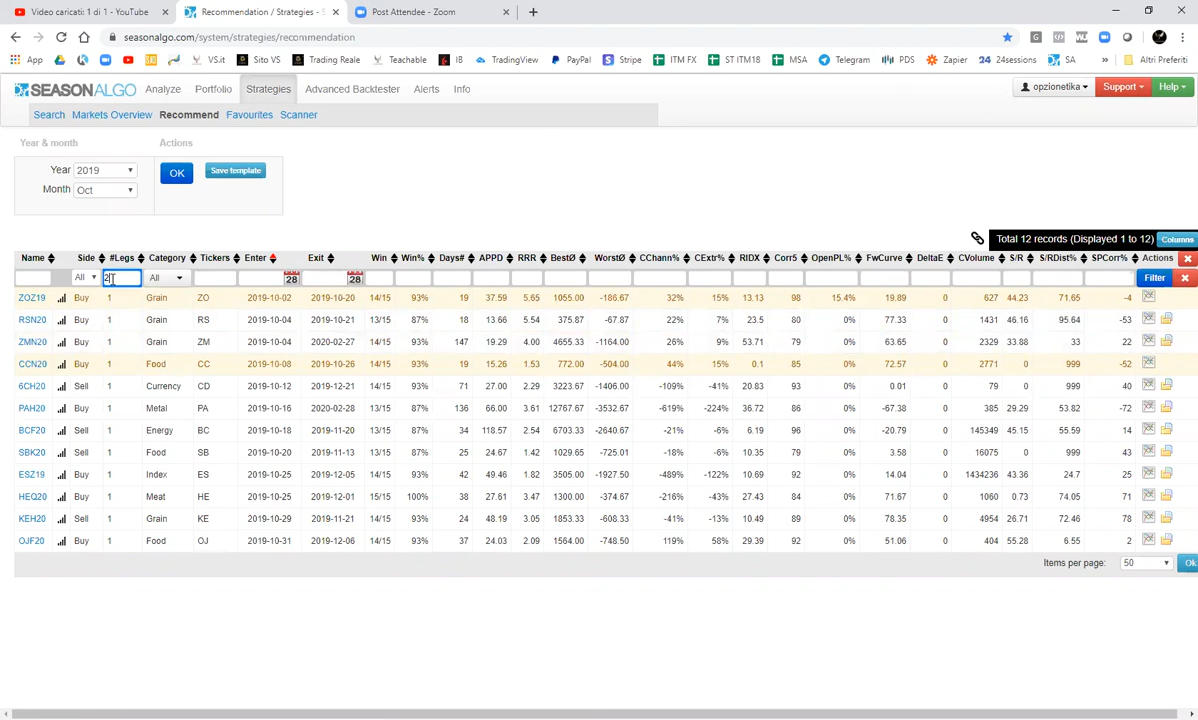 Video caricati: 1 di 1 - YouTube × Recommendation / Strategies - S × Post Attendee - Zoom × +
seasonalgo.com/system/strategies/recommendation
App VS.it Sito VS Trading Reale Teachable IB TradingView PayPal Stripe ITM FX ST ITM18 MSA Telegram PDS Zapier 24sessions SA » Altri Preferiti
SEASONALGO Analyze Portfolio Strategies Advanced Backtester Alerts Info opzionetika Support Help
Search Markets Overview Recommend Favourites Scanner
Year & month Actions
Year 2019 OK Save template
Month Oct
Total 12 records (Displayed 1 to 12) Columns
Name Side #Legs Category Tickers Enter Exit Win Win% Days# APPD RRR BestØ WorstØ CChann% CExtr% RIDX Corr5 OpenPL% FwCurve DeltaE CVolume S/R S/RDist% SPCorr% Actions
All 2 All 28 28 Filter
ZOZ19 Buy 1 Grain ZO 2019-10-02 2019-10-20 14/15 93% 19 37.59 5.65 1055.00 -186.67 32% 15% 13.13 98 15.4% 19.89 0 627 44.23 71.65 -4
RSN20 Buy 1 Grain RS 2019-10-04 2019-10-21 13/15 87% 18 13.66 5.54 375.87 -67.87 22% 7% 23.5 80 0% 77.33 0 1431 46.16 95.64 -53
ZMN20 Buy 1 Grain ZM 2019-10-04 2020-02-27 14/15 93% 147 19.29 4.00 4655.33 -1164.00 26% 9% 53.71 79 0% 63.65 0 2329 33.88 33 22
CCN20 Buy 1 Food CC 2019-10-08 2019-10-26 14/15 93% 19 15.26 1.53 772.00 -504.00 44% 15% 0.1 85 0% 72.57 0 2771 0 999 -52
6CH20 Sell 1 Currency CD 2019-10-12 2019-12-21 14/15 93% 71 27.00 2.29 3223.67 -1406.00 -109% -41% 20.83 93 0% 0.01 0 79 0 999 40
PAH20 Buy 1 Metal PA 2019-10-16 2020-02-28 13/15 87% 136 66.00 3.61 12767.67 -3532.67 -619% -224% 36.72 86 0% -67.38 0 385 29.29 53.82 -72
BCF20 Sell 1 Energy BC 2019-10-18 2019-11-20 13/15 87% 34 118.57 2.54 6703.33 -2640.67 -21% -6% 6.19 96 0% -20.79 0 145349 45.15 55.59 14
SBK20 Sell 1 Food SB 2019-10-20 2019-11-13 13/15 87% 25 24.67 1.42 1029.65 -725.01 -18% -6% 10.35 79 0% 3.58 0 16075 0 999 43
ESZ19 Buy 1 Index ES 2019-10-25 2019-12-05 14/15 93% 42 49.46 1.82 3505.00 -1927.50 -489% -122% 10.69 92 0% 14.04 0 1434236 43.36 24.7 25
HEQ20 Buy 1 Meat HE 2019-10-25 2019-12-01 15/15 100% 38 27.61 3.47 1300.00 -374.67 -216% -43% 27.43 84 0% 71.67 0 1060 0.73 74.05 71
KEH20 Sell 1 Grain KE 2019-10-29 2019-11-21 14/15 93% 24 48.19 3.05 1853.33 -608.33 -41% -13% 10.49 89 0% 78.35 0 4954 26.71 72.46 78
OJF20 Buy 1 Food OJ 2019-10-31 2019-12-06 14/15 93% 37 24.03 2.09 1564.00 -748.50 119% 58% 29.39 92 0% 51.06 0 404 55.28 6.55 2
Items per page: 50 Ok